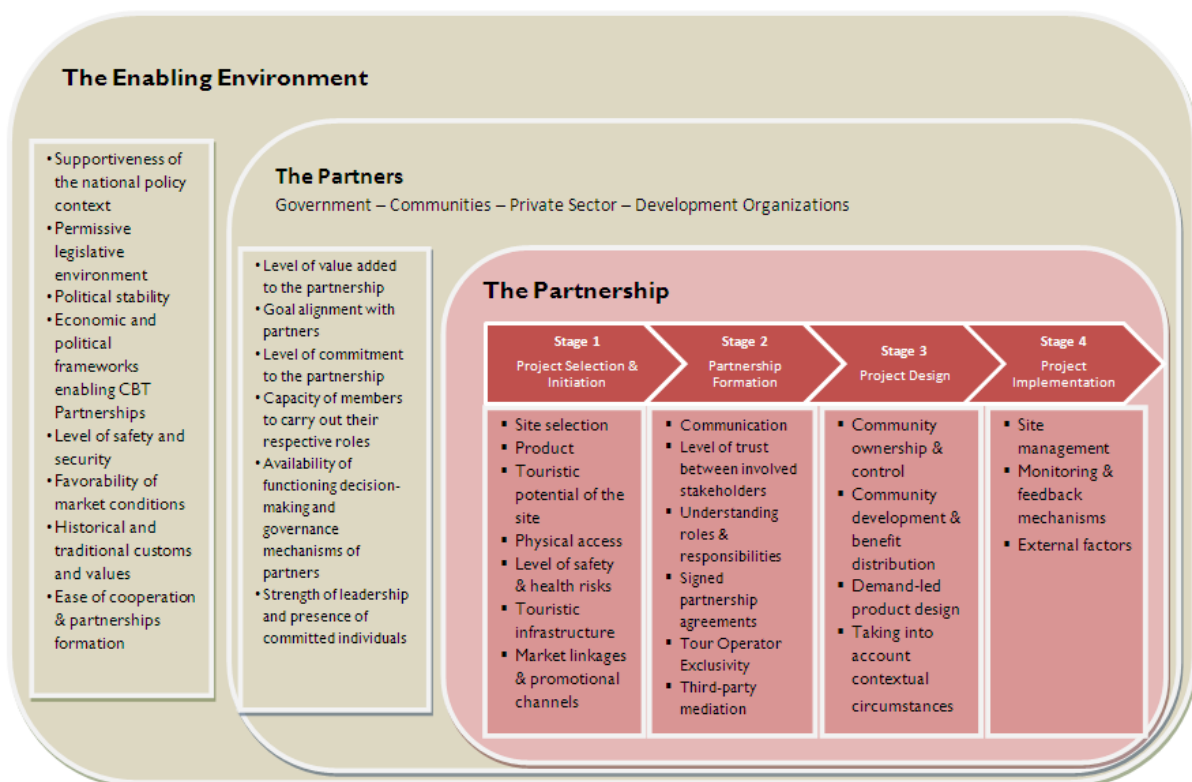 The Enabling Environment
• Supportiveness of
the national policy
context
• Permissive
legislative
environment
• Political stability
• Economic and
political
frameworks
enabling CBT
Partnerships
• Level of safety and
security
• Favorability of
market conditions
• Historical and
traditional customs
and values
• Ease of cooperation
& partnerships
formation
The Partners
Government – Communities – Private Sector – Development Organizations
• Level of value added
to the partnership
• Goal alignment with
partners
• Level of commitment
to the partnership
• Capacity of members
to carry out their
respective roles
• Availability of
functioning decision-
making and
governance
mechanisms of
partners
• Strength of leadership
and presence of
committed individuals
The Partnership
Stage 1
Project Selection &
Initiation
▪ Site selection
▪ Product
▪ Touristic
potential of the
site
▪ Physical access
▪ Level of safety
& health risks
▪ Touristic
infrastructure
▪ Market linkages
& promotional
channels
Stage 2
Partnership
Formation
▪ Communication
▪ Level of trust
between involved
stakeholders
▪ Understanding
roles &
responsibilities
▪ Signed
partnership
agreements
▪ Tour Operator
Exclusivity
▪ Third-party
mediation
Stage 3
Project Design
▪ Community
ownership &
control
▪ Community
development &
benefit
distribution
▪ Demand-led
product design
▪ Taking into
account
contextual
circumstances
Stage 4
Project
Implementation
▪ Site
management
▪ Monitoring &
feedback
mechanisms
▪ External factors